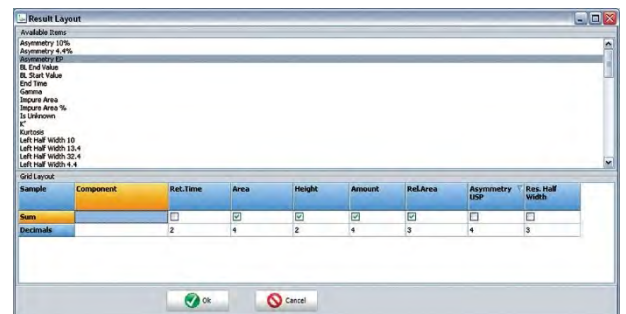 Result Layout
Available Items
Asymmetry 10%
Asymmetry 4.4%
Asymmetry EP
BL End Value
BL Start Value
End Time
Gamma
Impure Area
Impure Area %
Is Unknown
K'
Kurtosis
Left Half Width 10
Left Half Width 13.4
Left Half Width 32.4
Left Half Width 4.4
Grid Layout
Sample Component Ret.Time Area Height Amount Rel.Area Asymmetry USP Res. Half Width
Sum
Decimals 2 4 2 4 3 4 3
Ok Cancel